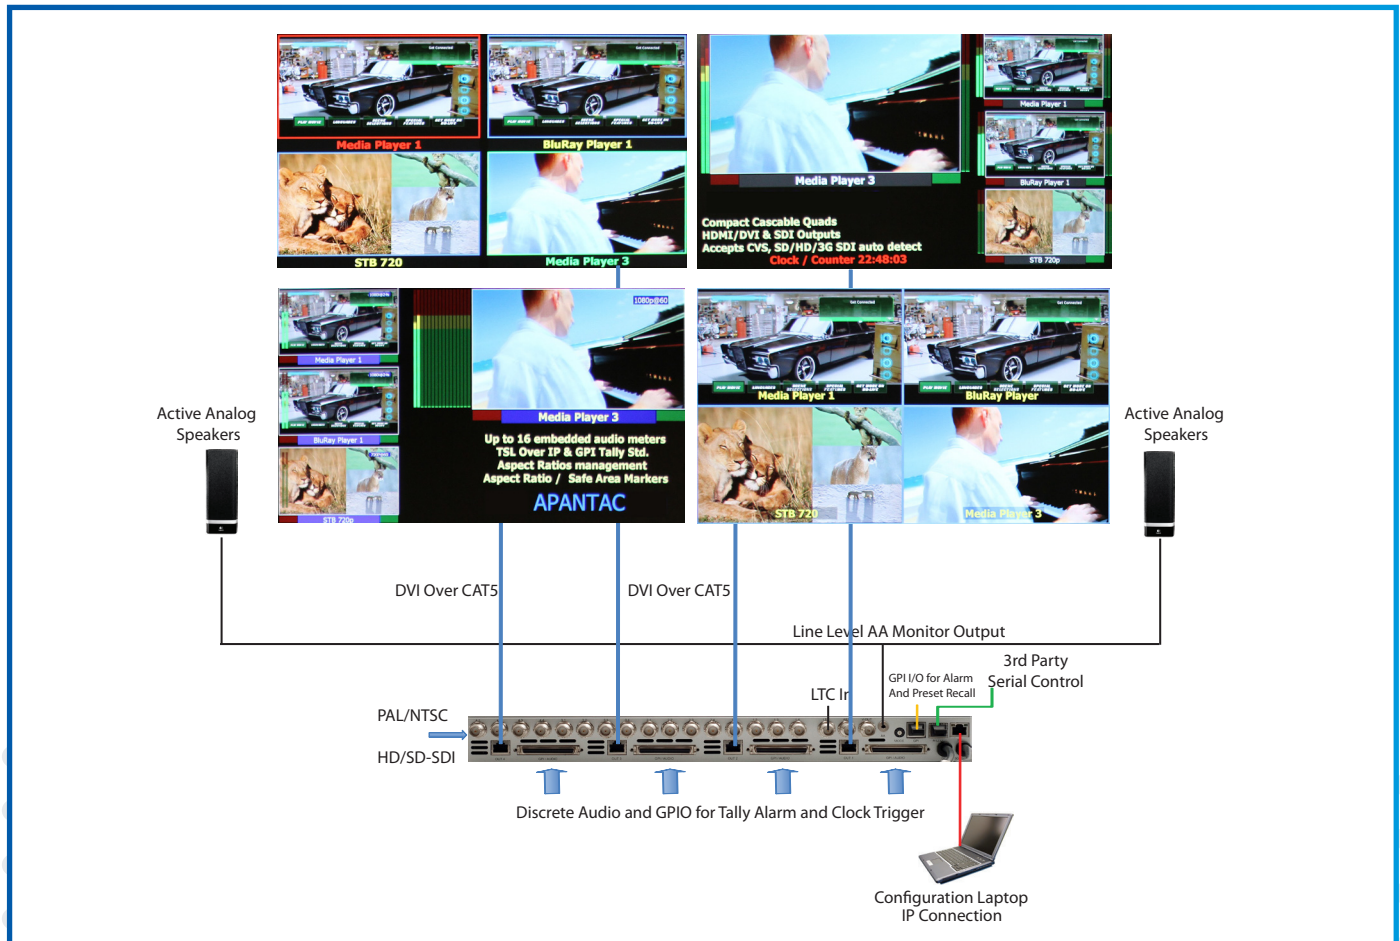 Media Player 1
BluRay Player 1
STB 720
Media Player 3
Media Player 3
Compact Cascable Quads
HDMI/DVI & SDI Outputs
Accepts CVS, SD/HD/3G SDI auto detect
Clock / Counter 22:48:03
Media Player 1
BluRay Player 1
STB 720p
Media Player 1
BluRay Player 1
STB 720p
1080p@60
Media Player 3
Up to 16 embedded audio meters
TSL Over IP & GPI Tally Std.
Aspect Ratios management
Aspect Ratio / Safe Area Markers
APANTAC
Media Player 1
BluRay Player
STB 720
Media Player 3
Active Analog
Speakers
Active Analog
Speakers
DVI Over CAT5
DVI Over CAT5
Line Level AA Monitor Output
3rd Party
Serial Control
GPI I/O for Alarm
And Preset Recall
LTC In
PAL/NTSC
HD/SD-SDI
Discrete Audio and GPIO for Tally Alarm and Clock Trigger
Configuration Laptop
IP Connection